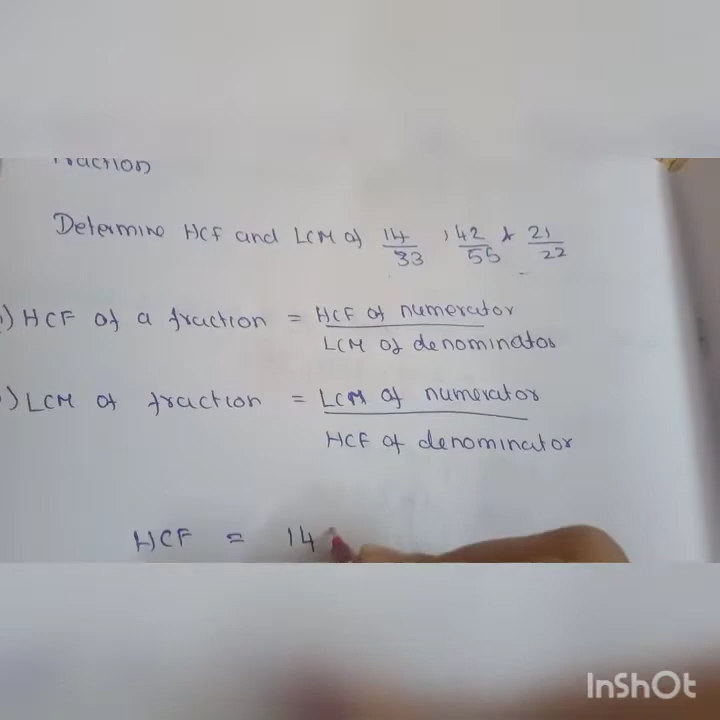 Fraction
Determine HCF and LCM of 14/33 , 42/55 & 21/22
) HCF of a fraction = HCF of numerator / LCM of denominator
) LCM of fraction = LCM of numerator / HCF of denominator
HCF = 14
InShOt